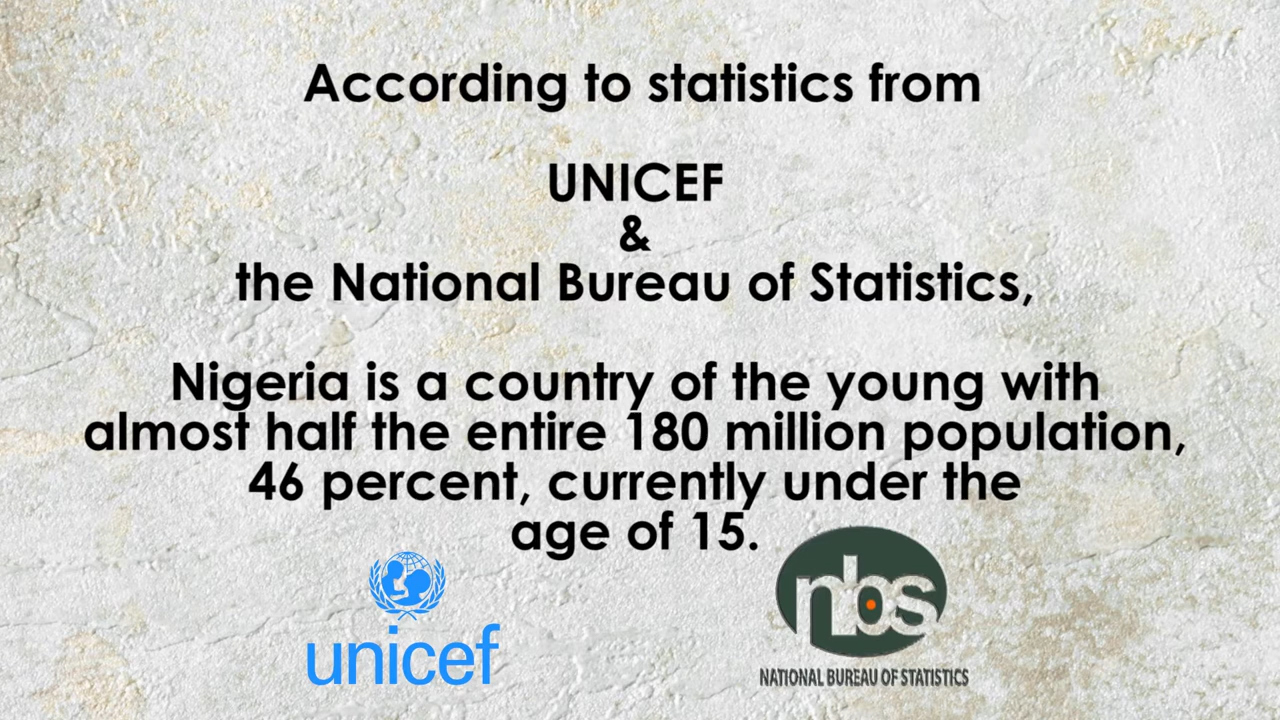 According to statistics from
UNICEF
&
the National Bureau of Statistics,
Nigeria is a country of the young with
almost half the entire 180 million population,
46 percent, currently under the
age of 15.
unicef
nbs
NATIONAL BUREAU OF STATISTICS